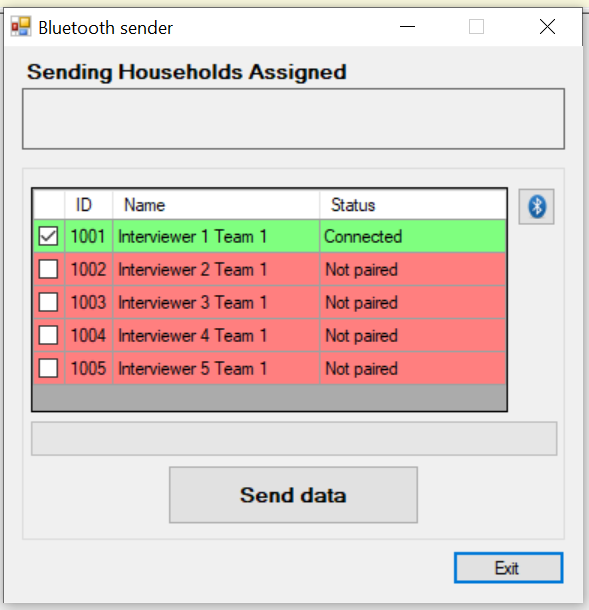 Bluetooth sender
Sending Households Assigned
ID Name Status
1001 Interviewer 1 Team 1 Connected
1002 Interviewer 2 Team 1 Not paired
1003 Interviewer 3 Team 1 Not paired
1004 Interviewer 4 Team 1 Not paired
1005 Interviewer 5 Team 1 Not paired
Send data
Exit